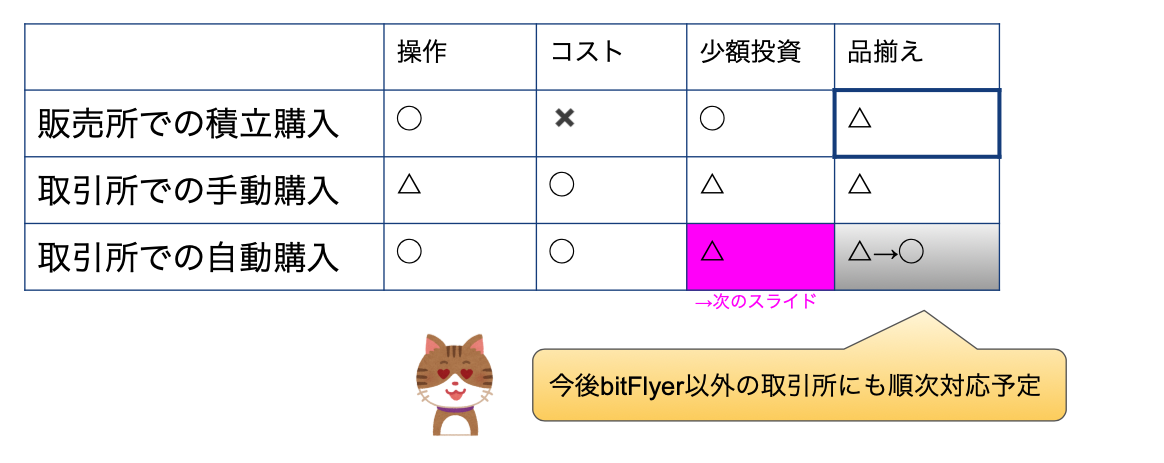 操作 コスト 少額投資 品揃え
販売所での積立購入 ◯ ✖ ◯ △
取引所での手動購入 △ ◯ △ △
取引所での自動購入 ◯ ◯ △ △→◯
→次のスライド
今後bitFlyer以外の取引所にも順次対応予定